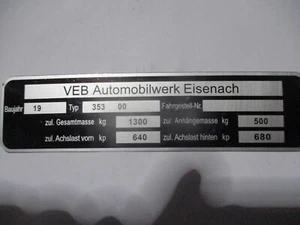 VEB Automobilwerk Eisenach
Baujahr 19 Typ 353 00 Fahrgestell-Nr.
zul. Gesamtmasse kg 1300 zul. Anhängemasse kg 500
zul. Achslast vorn kp 640 zul. Achslast hinten kp 680